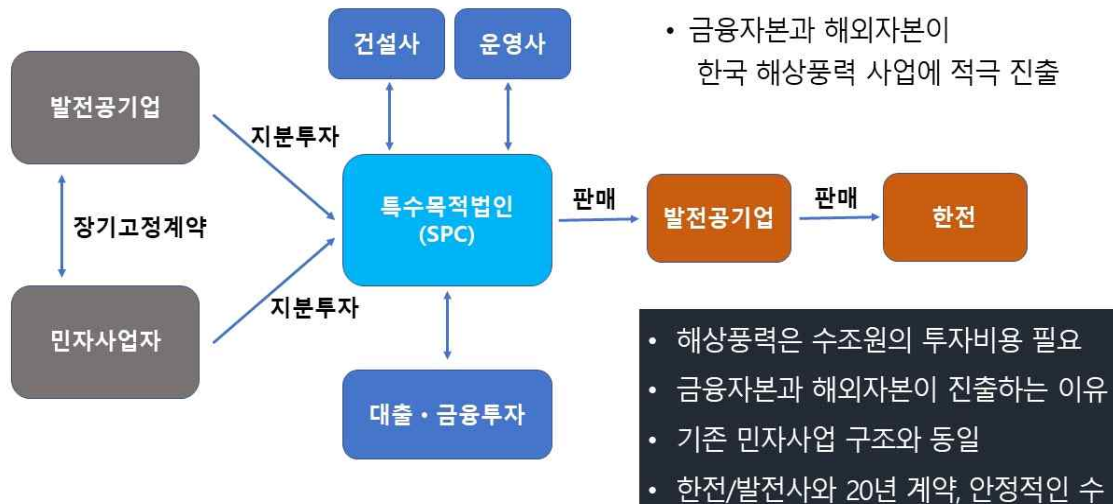 건설사
운영사
• 금융자본과 해외자본이
한국 해상풍력 사업에 적극 진출
발전공기업
지분투자
장기고정계약
특수목적법인
(SPC)
판매
발전공기업
판매
한전
지분투자
민자사업자
대출・금융투자
• 해상풍력은 수조원의 투자비용 필요
• 금융자본과 해외자본이 진출하는 이유
• 기존 민자사업 구조와 동일
• 한전/발전사와 20년 계약, 안정적인 수